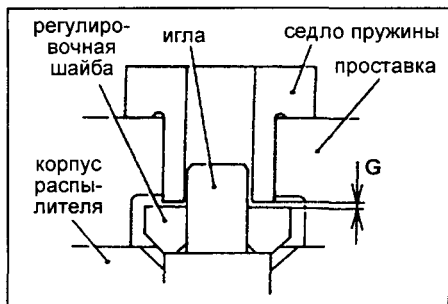 регулиро-
вочная
шайба
игла
седло пружины
проставка
корпус
распы-
лителя
G